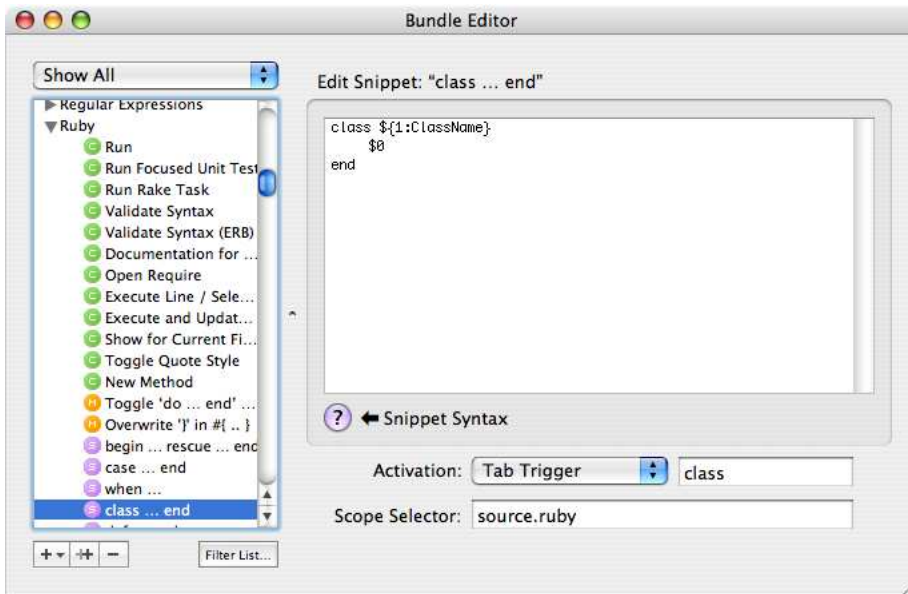 Bundle Editor
Show All
Regular Expressions
Ruby
C Run
C Run Focused Unit Test
C Run Rake Task
C Validate Syntax
C Validate Syntax (ERB)
C Documentation for ...
C Open Require
C Execute Line / Sele...
C Execute and Updat...
C Show for Current Fi...
C Toggle Quote Style
C New Method
M Toggle 'do ... end' ...
M Overwrite '}' in #{ .. }
S begin ... rescue ... end
S case ... end
S when ...
S class ... end
Filter List...
Edit Snippet: "class ... end"
class ${1:ClassName}
$0
end
? Snippet Syntax
Activation: Tab Trigger class
Scope Selector: source.ruby